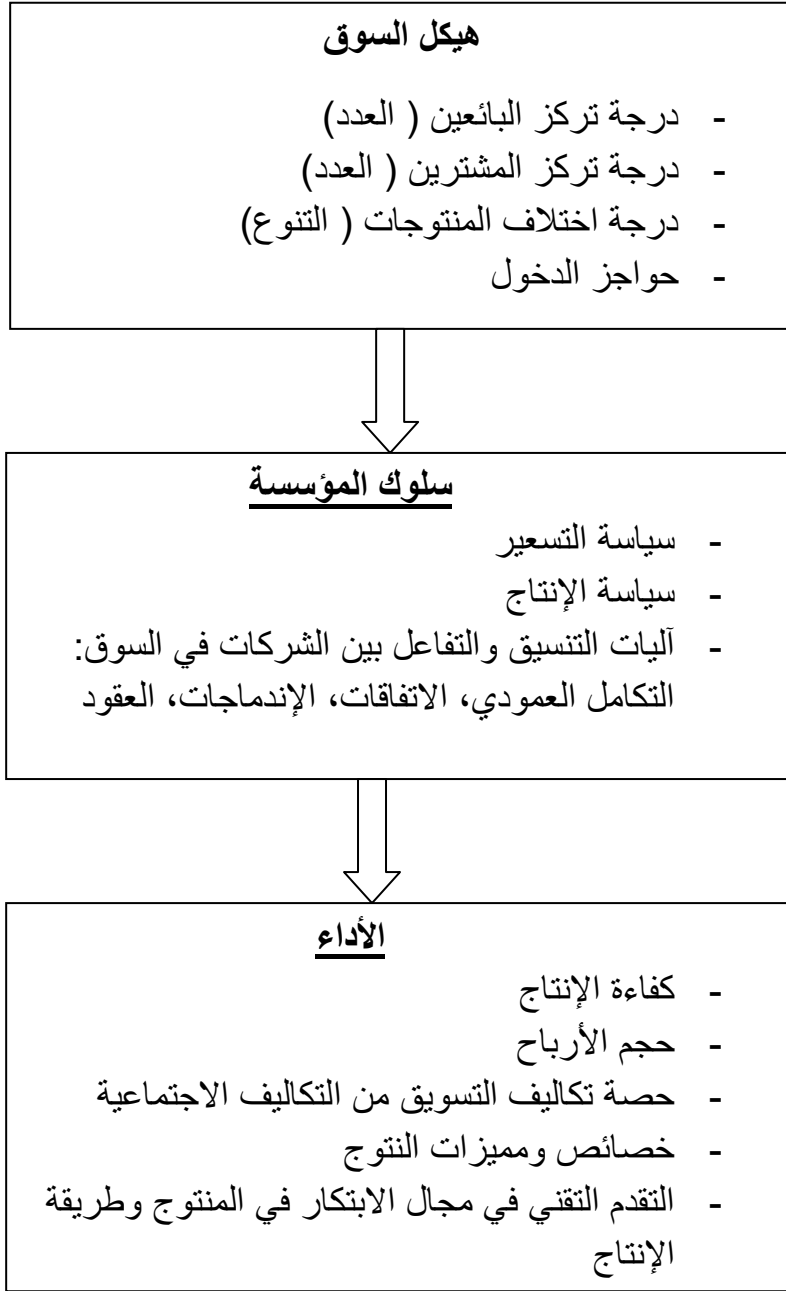 هيكل السوق
- درجة تركز البائعين ( العدد)
- درجة تركز المشترين ( العدد)
- درجة اختلاف المنتوجات ( التنوع)
- حواجز الدخول
سلوك المؤسسة
- سياسة التسعير
- سياسة الإنتاج
- آليات التنسيق والتفاعل بين الشركات في السوق:
التكامل العمودي، الاتفاقات، الإندماجات، العقود
الأداء
- كفاءة الإنتاج
- حجم الأرباح
- حصة تكاليف التسويق من التكاليف الاجتماعية
- خصائص ومميزات النتوج
- التقدم التقني في مجال الابتكار في المنتوج وطريقة
الإنتاج